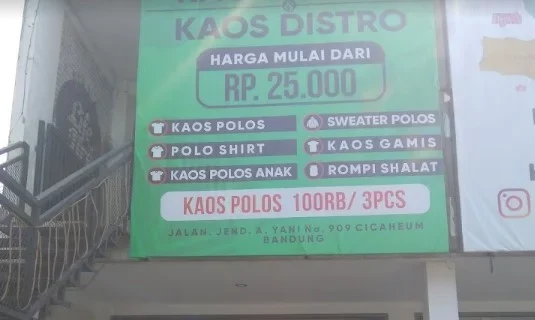 KAOS DISTRO
HARGA MULAI DARI
RP. 25.000
KAOS POLOS
SWEATER POLOS
POLO SHIRT
KAOS GAMIS
KAOS POLOS ANAK
ROMPI SHALAT
KAOS POLOS 100RB/ 3PCS
JALAN. JEND. A. YANI No. 909 CICAHEUM
BANDUNG